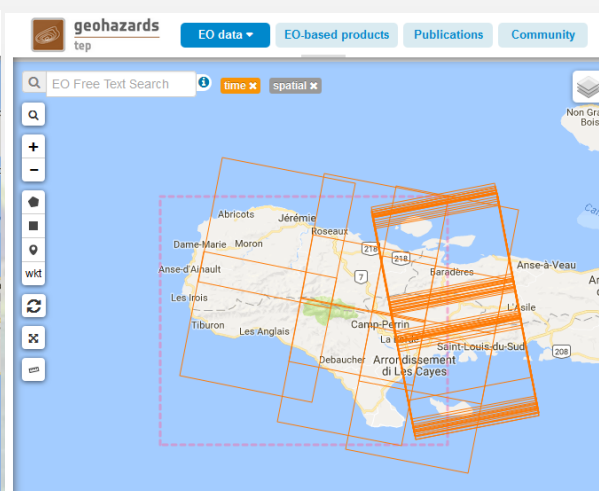 geohazards
tep
EO data
EO-based products
Publications
Community
EO Free Text Search
i
time x
spatial x
Non Gra
Bois
+
−
wkt
Abricots
Jérémie
Roseaux
Dame-Marie
Moron
218
218
Anse-d'Ainault
7
Baradères
Anse-à-Veau
Les Irois
L'Asile
Tiburon
Les Anglais
Camp-Perrin
Saint-Louis-du-Sud
208
Debaucher
Arrondissement
di Les Cayes